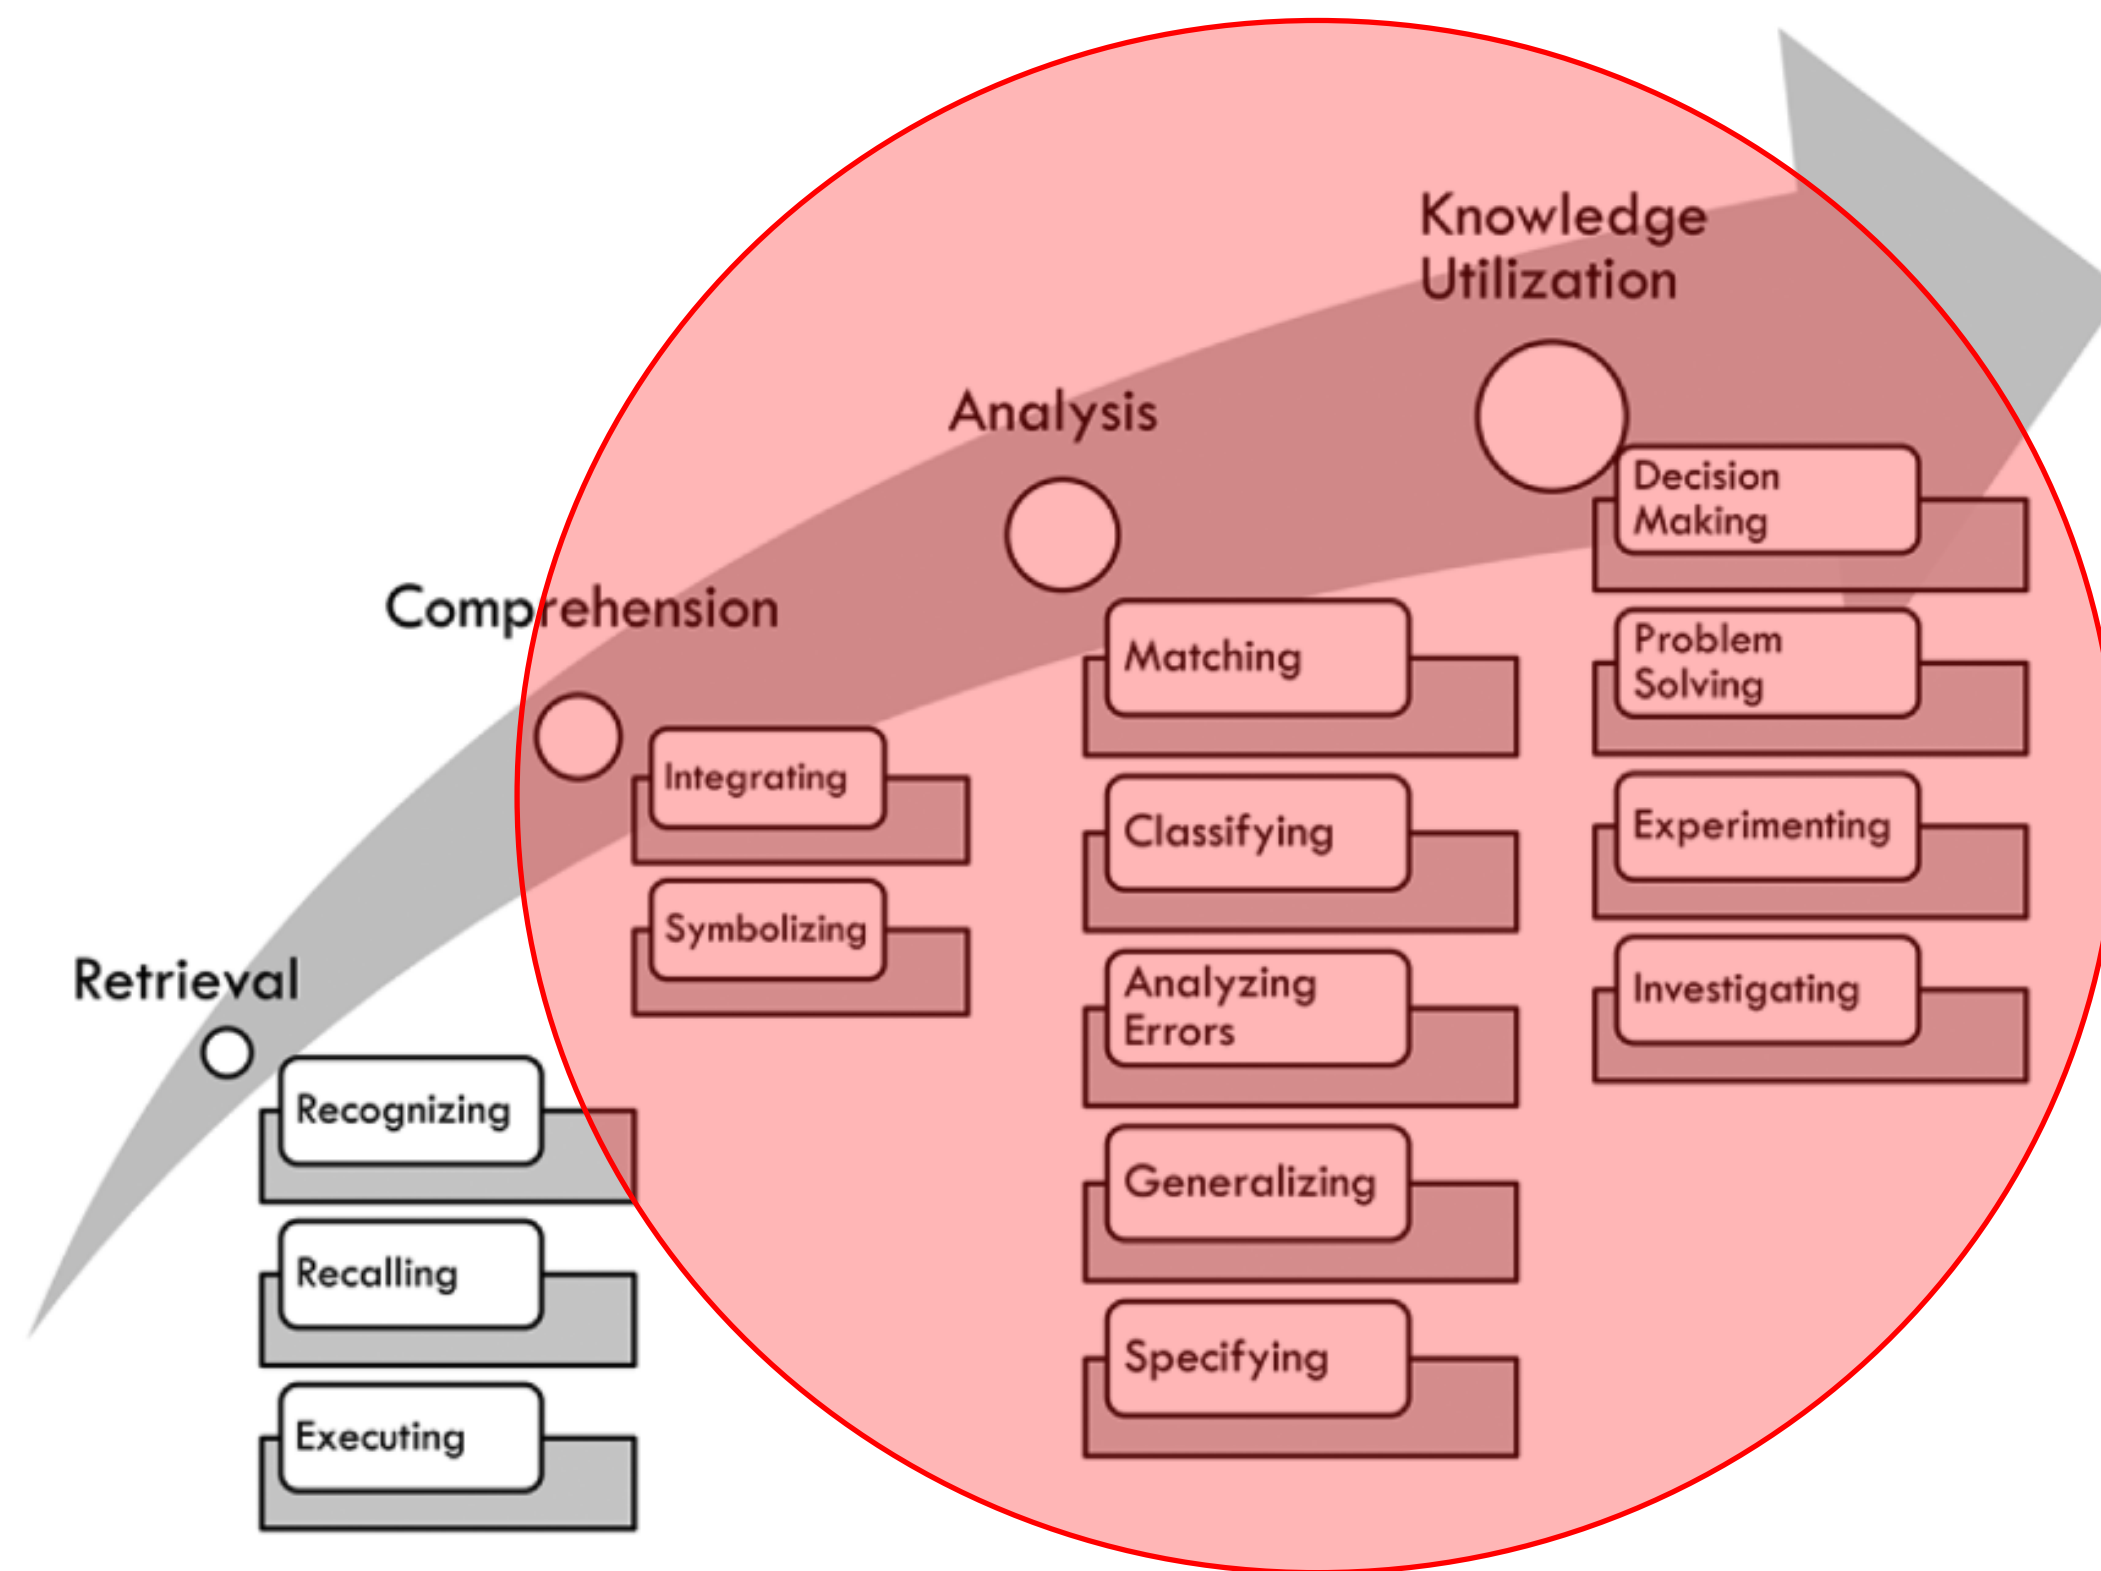 Retrieval
Recognizing
Recalling
Executing
Comprehension
Integrating
Symbolizing
Analysis
Matching
Classifying
Analyzing
Errors
Generalizing
Specifying
Knowledge
Utilization
Decision
Making
Problem
Solving
Experimenting
Investigating